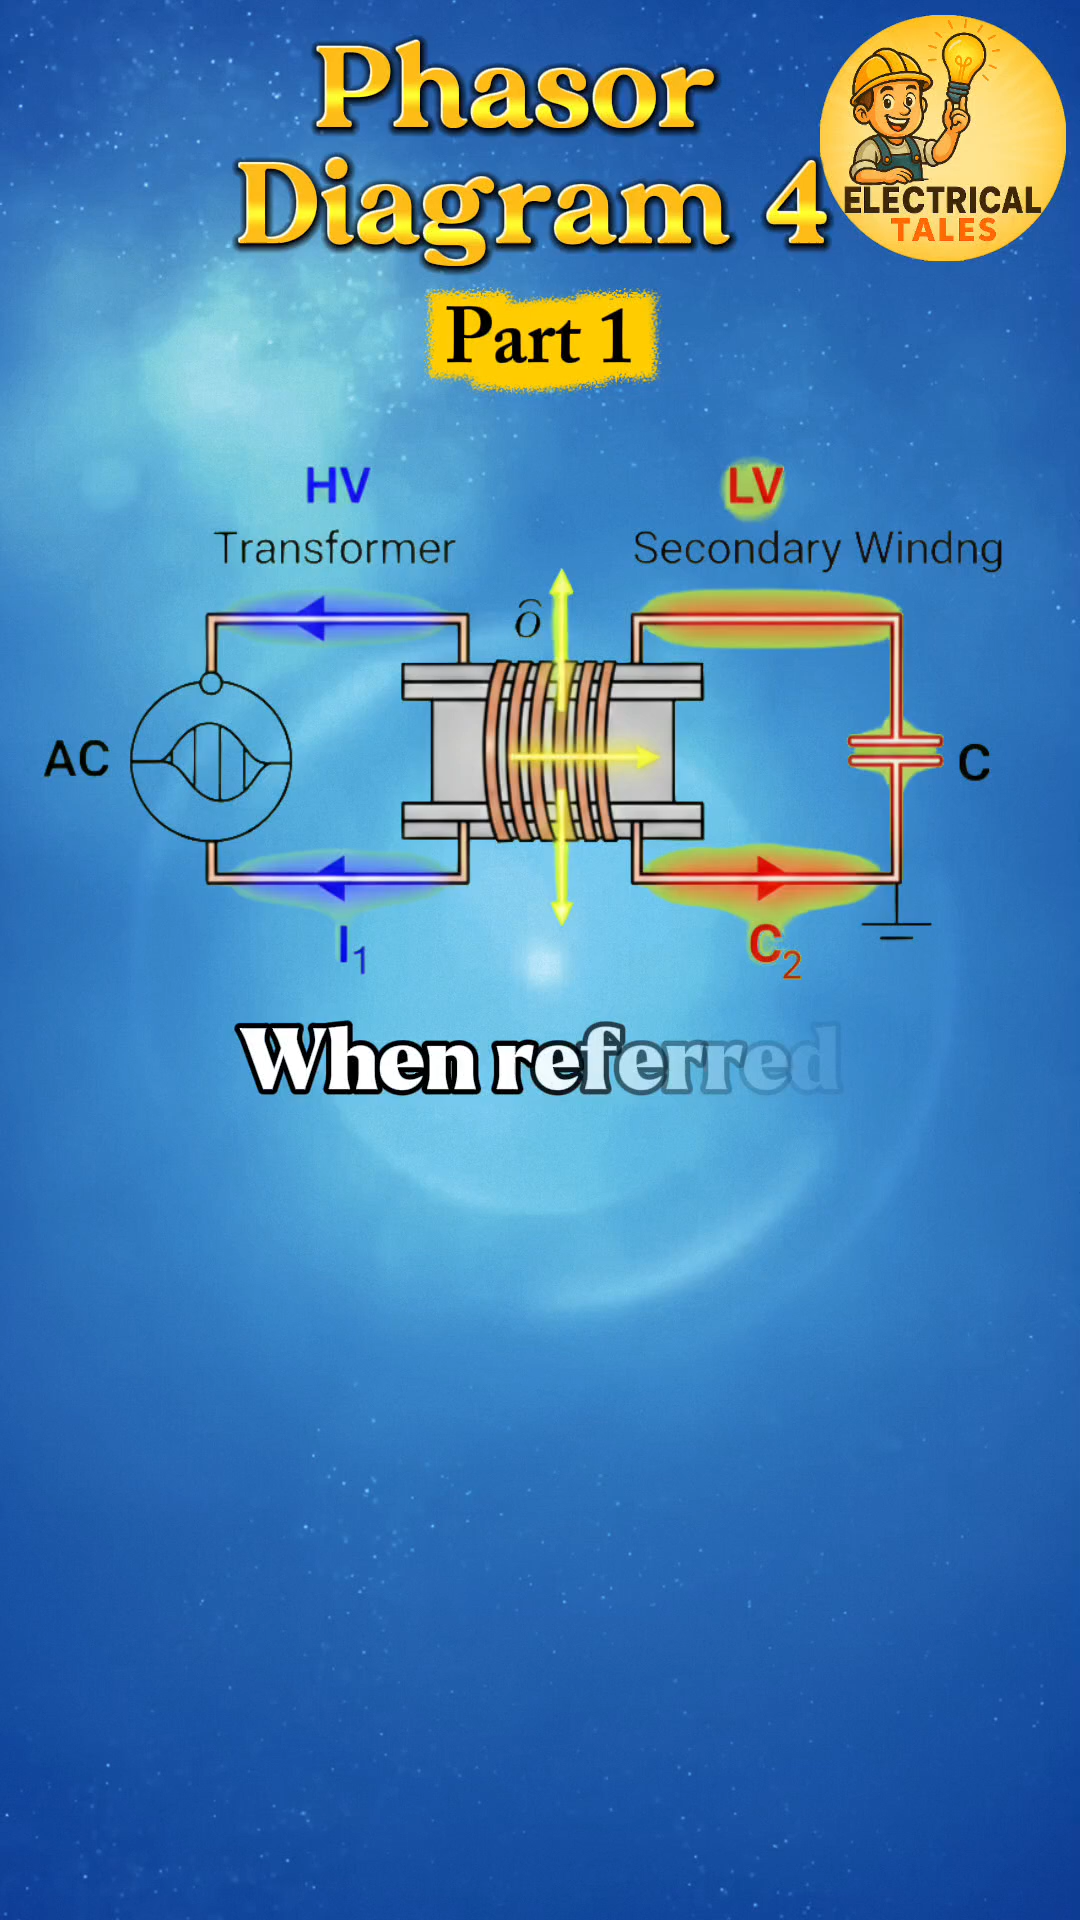 Phasor
Diagram 4
ELECTRICAL
TALES
Part 1
HV
LV
Transformer
Secondary Windng
ô
AC
C
I₁
C₂
When referred